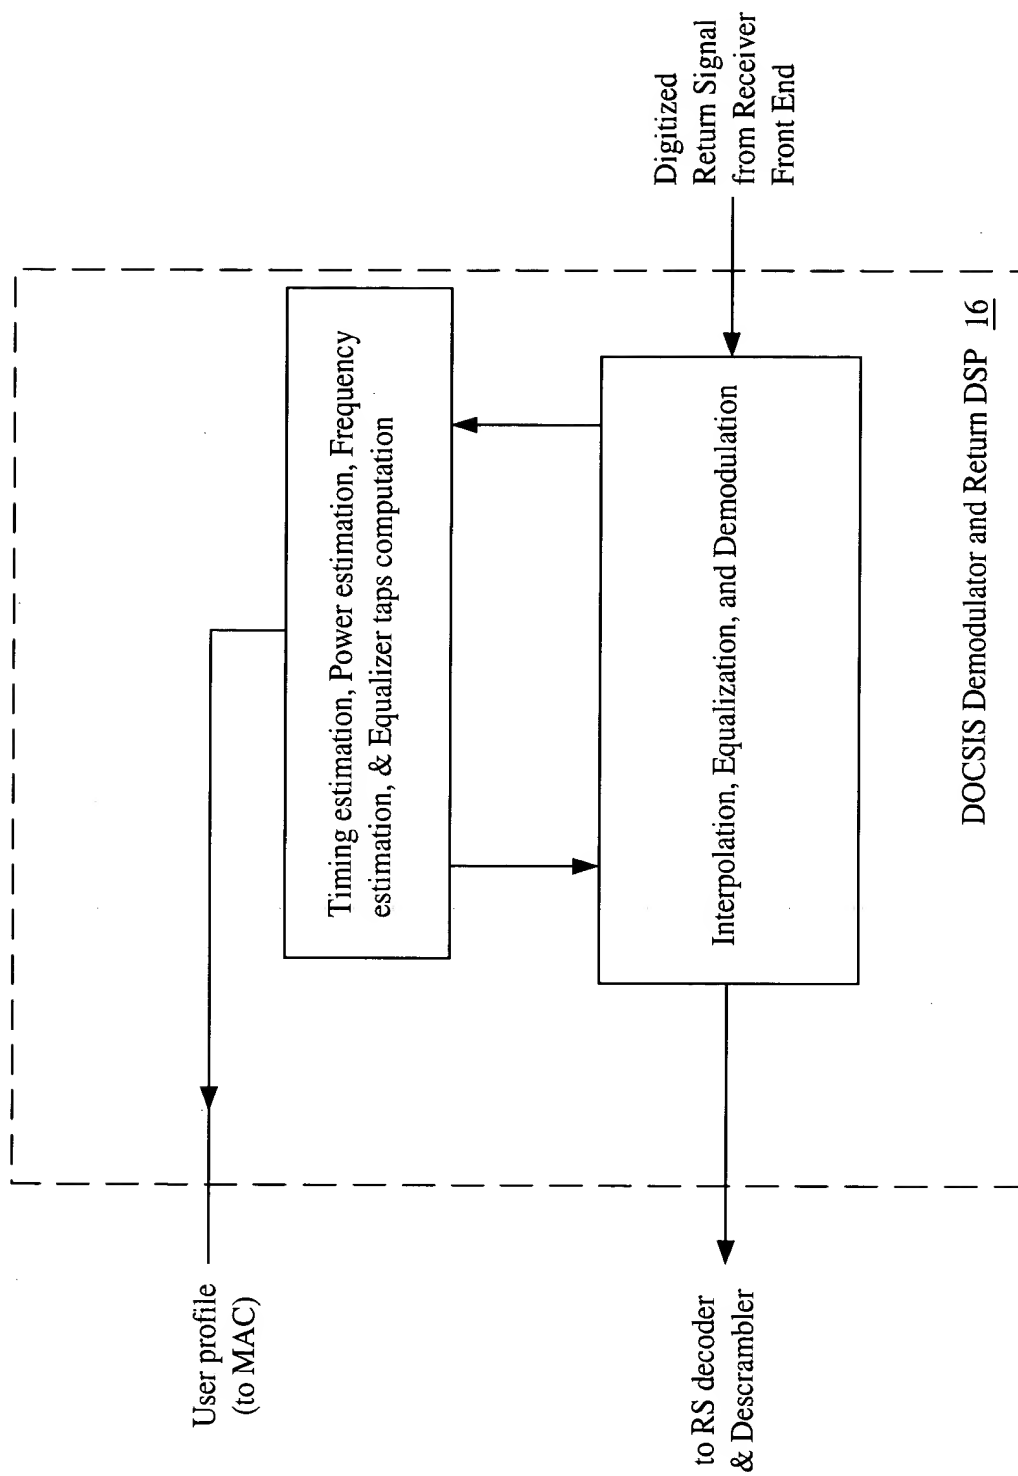 User profile
(to MAC)
Timing estimation, Power estimation, Frequency
estimation, & Equalizer taps computation
to RS decoder
& Descrambler
Interpolation, Equalization, and Demodulation
Digitized
Return Signal
from Receiver
Front End
DOCSIS Demodulator and Return DSP 16